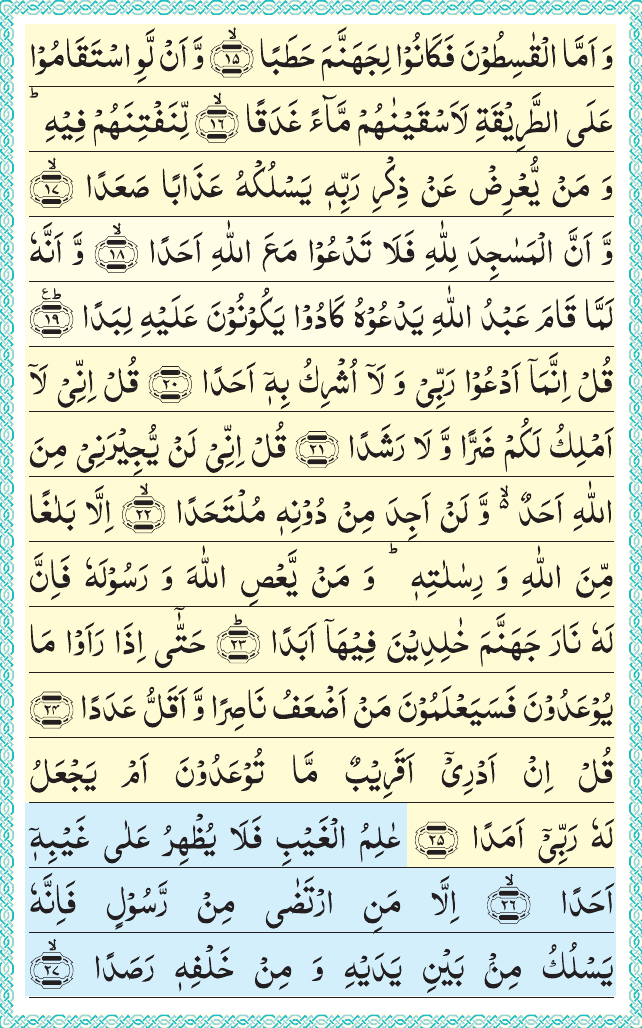 وَ اَمَّا الْقٰسِطُوْنَ فَكَانُوْا لِجَهَنَّمَ حَطَبًا ۙ﴿۱۵﴾ وَّ اَنْ لَّوِ اسْتَقَامُوْا
عَلَى الطَّرِیْقَةِ لَاَسْقَیْنٰهُمْ مَّآءً غَدَقًا ۙ﴿۱۶﴾ لِّنَفْتِنَهُمْ فِیْهِ ؕ
وَ مَنْ یُّعْرِضْ عَنْ ذِكْرِ رَبِّهٖ یَسْلُكْهُ عَذَابًا صَعَدًا ۙ﴿۱۷﴾
وَّ اَنَّ الْمَسٰجِدَ لِلّٰهِ فَلَا تَدْعُوْا مَعَ اللّٰهِ اَحَدًا ۙ﴿۱۸﴾ وَّ اَنَّهٗ
لَمَّا قَامَ عَبْدُ اللّٰهِ یَدْعُوْهُ كَادُوْا یَكُوْنُوْنَ عَلَیْهِ لِبَدًا ؕ۠﴿۱۹﴾
قُلْ اِنَّمَاۤ اَدْعُوْا رَبِّیْ وَ لَاۤ اُشْرِكُ بِهٖۤ اَحَدًا ﴿۲۰﴾ قُلْ اِنِّیْ لَاۤ
اَمْلِكُ لَكُمْ ضَرًّا وَّ لَا رَشَدًا ﴿۲۱﴾ قُلْ اِنِّیْ لَنْ یُّجِیْرَنِیْ مِنَ
اللّٰهِ اَحَدٌ ۙ۬ وَّ لَنْ اَجِدَ مِنْ دُوْنِهٖ مُلْتَحَدًا ۙ﴿۲۲﴾ اِلَّا بَلٰغًا
مِّنَ اللّٰهِ وَ رِسٰلٰتِهٖ ؕ وَ مَنْ یَّعْصِ اللّٰهَ وَ رَسُوْلَهٗ فَاِنَّ
لَهٗ نَارَ جَهَنَّمَ خٰلِدِیْنَ فِیْهَاۤ اَبَدًا ؕ﴿۲۳﴾ حَتّٰۤی اِذَا رَاَوْا مَا
یُوْعَدُوْنَ فَسَیَعْلَمُوْنَ مَنْ اَضْعَفُ نَاصِرًا وَّ اَقَلُّ عَدَدًا ﴿۲۴﴾
قُلْ اِنْ اَدْرِیْۤ اَقَرِیْبٌ مَّا تُوْعَدُوْنَ اَمْ یَجْعَلُ
لَهٗ رَبِّیْۤ اَمَدًا ﴿۲۵﴾ عٰلِمُ الْغَیْبِ فَلَا یُظْهِرُ عَلٰی غَیْبِهٖۤ
اَحَدًا ۙ﴿۲۶﴾ اِلَّا مَنِ ارْتَضٰی مِنْ رَّسُوْلٍ فَاِنَّهٗ
یَسْلُكُ مِنْۢ بَیْنِ یَدَیْهِ وَ مِنْ خَلْفِهٖ رَصَدًا ۙ﴿۲۷﴾